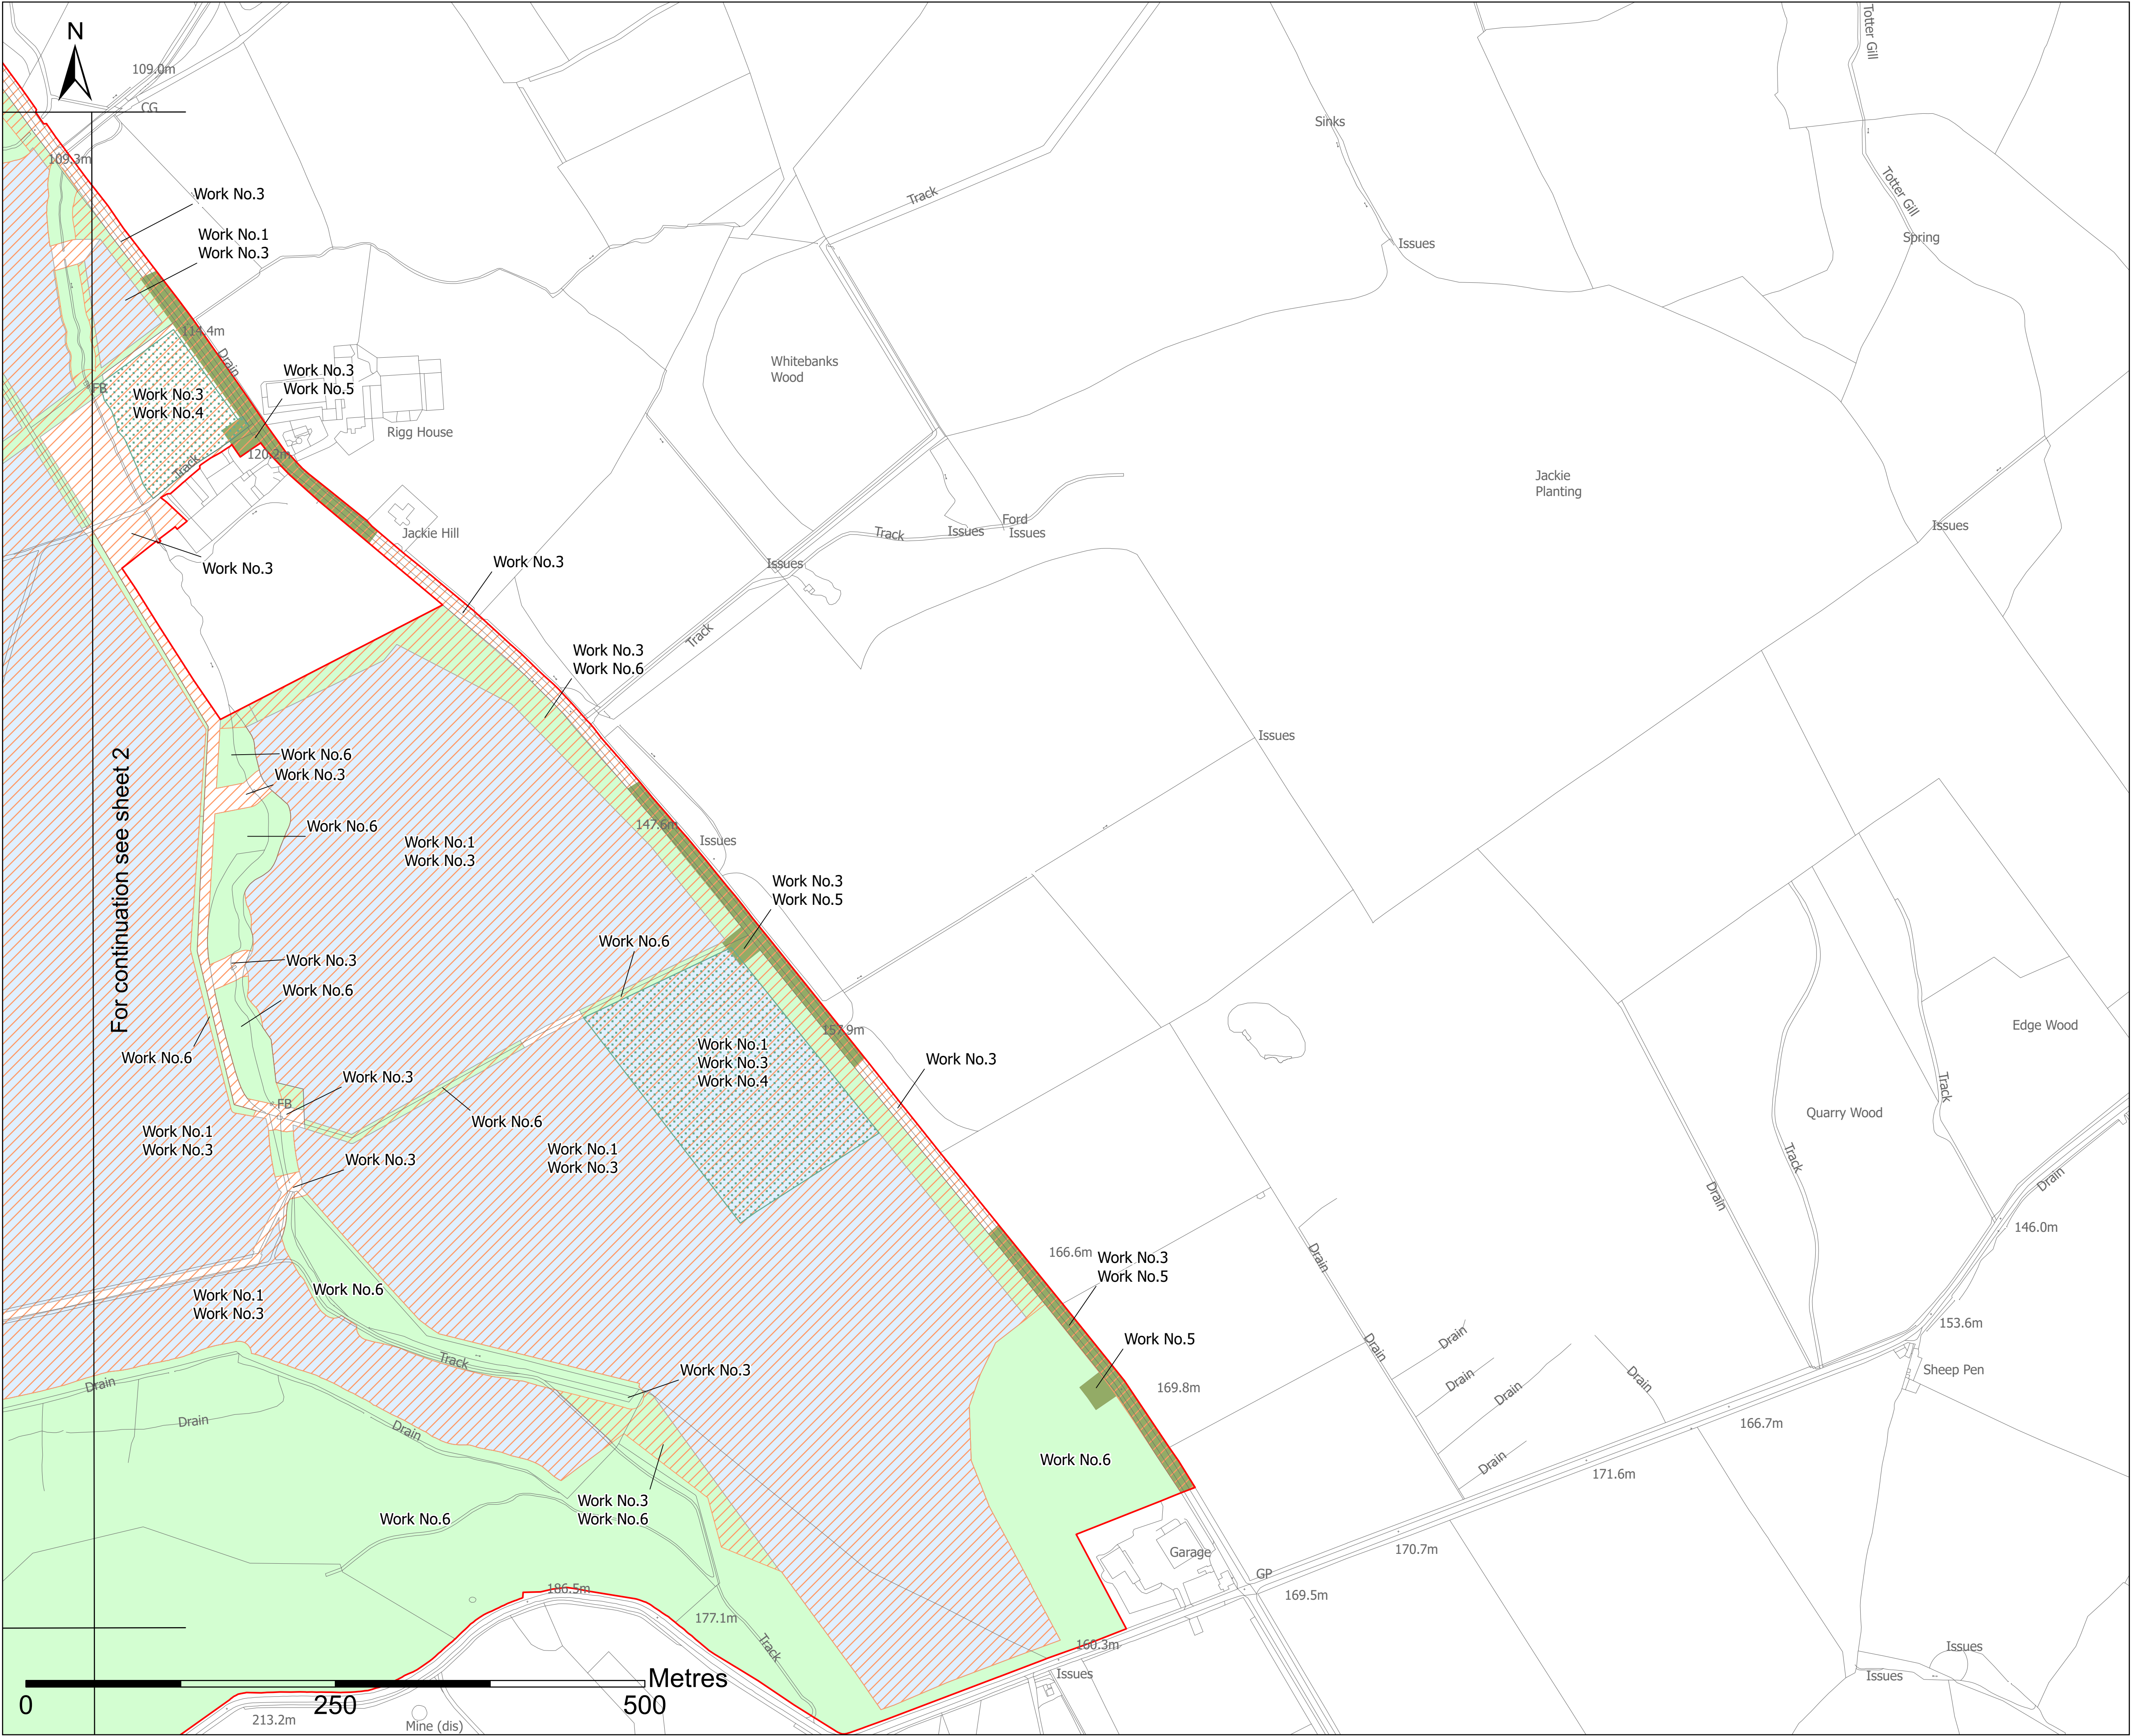 N
109.0m
CG
Totter Gill
109.3m
Sinks
Work No.3
Track
Totter Gill
Work No.1
Work No.3
Issues
Spring
114.4m
Drain
Work No.3
Work No.5
Whitebanks
Wood
FB
Work No.3
Work No.4
Rigg House
120.2m
Track
Jackie
Planting
Jackie Hill
Track
Issues
Ford
Issues
Issues
Work No.3
Work No.3
Issues
Track
Work No.3
Work No.6
For continuation see sheet 2
Work No.6
Work No.3
Issues
Work No.6
147.6m
Issues
Work No.1
Work No.3
Work No.3
Work No.5
Work No.6
Work No.3
Work No.6
157.9m
Edge Wood
Work No.6
Work No.1
Work No.3
Work No.4
Work No.3
Work No.3
FB
Track
Work No.6
Quarry Wood
Work No.1
Work No.3
Work No.1
Work No.3
Work No.3
Track
Drain
Drain
146.0m
166.6m
Work No.3
Work No.5
Drain
Work No.6
Work No.1
Work No.3
153.6m
Work No.5
Drain
Drain
Track
Work No.3
Sheep Pen
Drain
Drain
169.8m
Drain
Drain
Drain
Drain
166.7m
Work No.6
Drain
171.6m
Work No.3
Work No.6
Work No.6
Garage
170.7m
GP
186.5m
169.5m
177.1m
Track
160.3m
Issues
Issues
Issues
Metres
0
250
500
213.2m
Mine (dis)